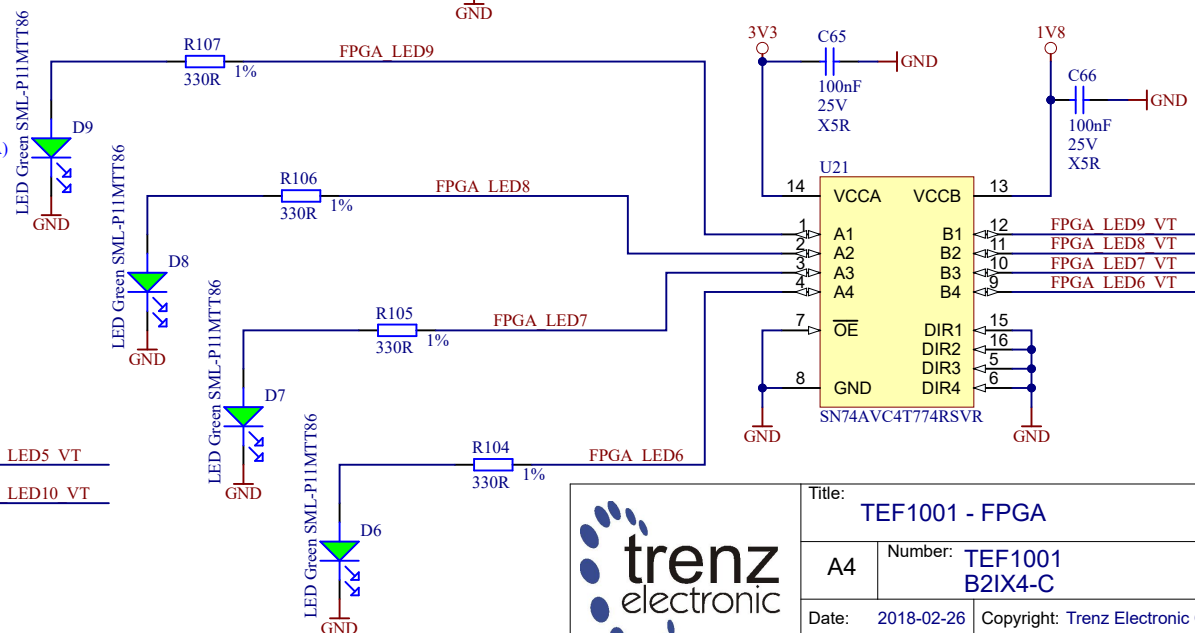 GND
LED Green SML-P11MTT86
R107
330R
1%
FPGA_LED9
D9
GND
3V3
C65
100nF
25V
X5R
GND
1V8
C66
100nF
25V
X5R
GND
LED Green SML-P11MTT86
R106
330R
1%
FPGA_LED8
D8
GND
LED Green SML-P11MTT86
R105
330R
1%
FPGA_LED7
D7
GND
LED Green SML-P11MTT86
R104
330R
1%
FPGA_LED6
D6
GND
U21
14 VCCA VCCB 13
1 A1 B1 12 FPGA_LED9_VT
2 A2 B2 11 FPGA_LED8_VT
3 A3 B3 10 FPGA_LED7_VT
4 A4 B4 9 FPGA_LED6_VT
7 OE DIR1 15
DIR2 16
DIR3 5
8 GND DIR4 6
SN74AVC4T774RSVR
GND
GND
LED5_VT
LED10_VT
trenz
electronic
Title:
TEF1001 - FPGA
A4
Number: TEF1001
B2IX4-C
Date: 2018-02-26
Copyright: Trenz Electronic